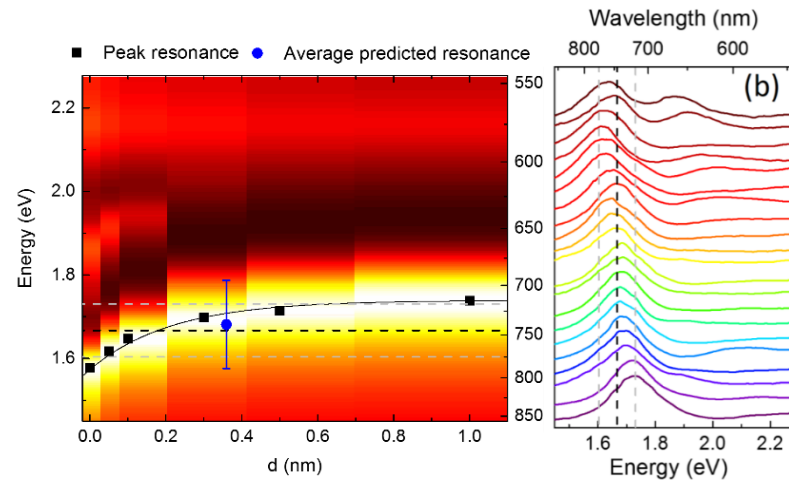 Peak resonance
Average predicted resonance
Energy (eV)
2.2
2.0
1.8
1.6
0.0 0.2 0.4 0.6 0.8 1.0
d (nm)
550
600
650
700
750
800
850
Wavelength (nm)
800 700 600
(b)
1.6 1.8 2.0 2.2
Energy (eV)